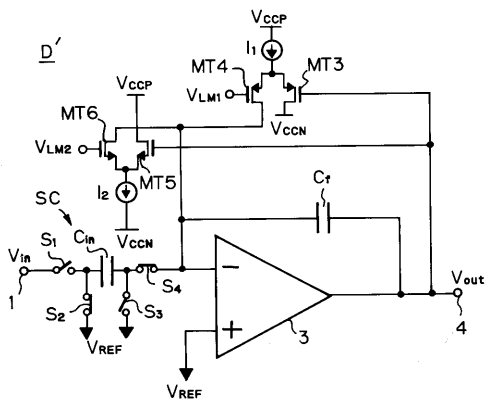 D'
VCCP
I1
MT4
MT3
VLM1
VCCN
VCCP
MT6
VLM2
MT5
I2
VCCN
Cf
SC
Cin
S1
Vin
S4
1
S2
S3
VREF
−
+
3
Vout
4
VREF